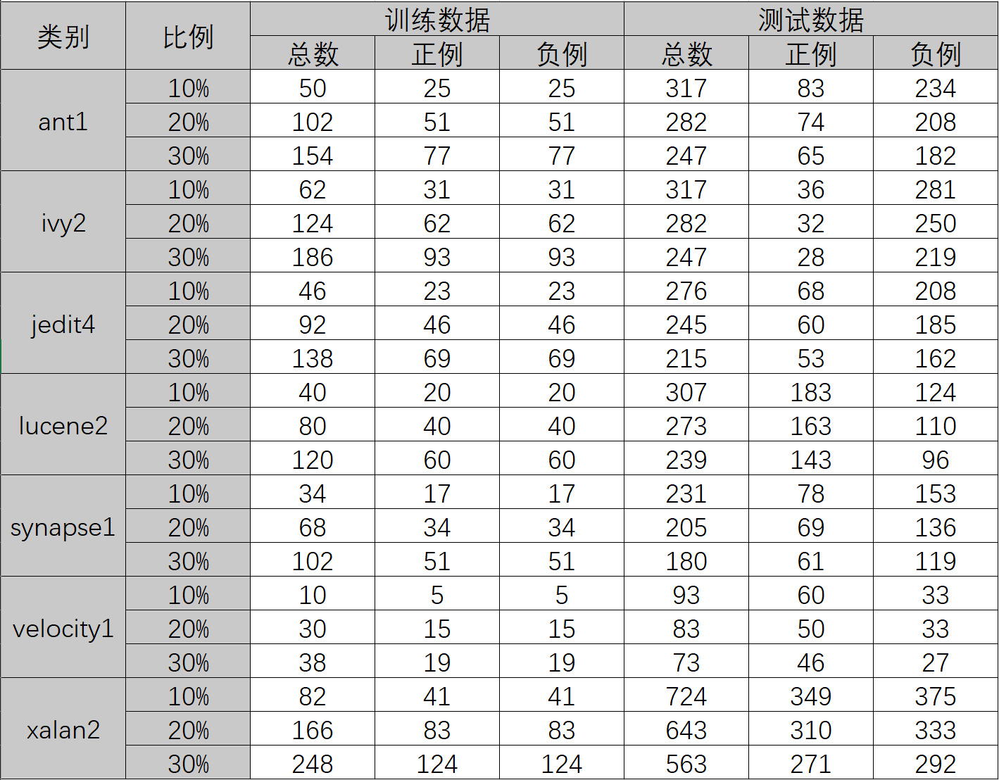 类别 比例 训练数据 测试数据
总数 正例 负例 总数 正例 负例
ant1
10% 50 25 25 317 83 234
20% 102 51 51 282 74 208
30% 154 77 77 247 65 182
ivy2
10% 62 31 31 317 36 281
20% 124 62 62 282 32 250
30% 186 93 93 247 28 219
jedit4
10% 46 23 23 276 68 208
20% 92 46 46 245 60 185
30% 138 69 69 215 53 162
lucene2
10% 40 20 20 307 183 124
20% 80 40 40 273 163 110
30% 120 60 60 239 143 96
synapse1
10% 34 17 17 231 78 153
20% 68 34 34 205 69 136
30% 102 51 51 180 61 119
velocity1
10% 10 5 5 93 60 33
20% 30 15 15 83 50 33
30% 38 19 19 73 46 27
xalan2
10% 82 41 41 724 349 375
20% 166 83 83 643 310 333
30% 248 124 124 563 271 292